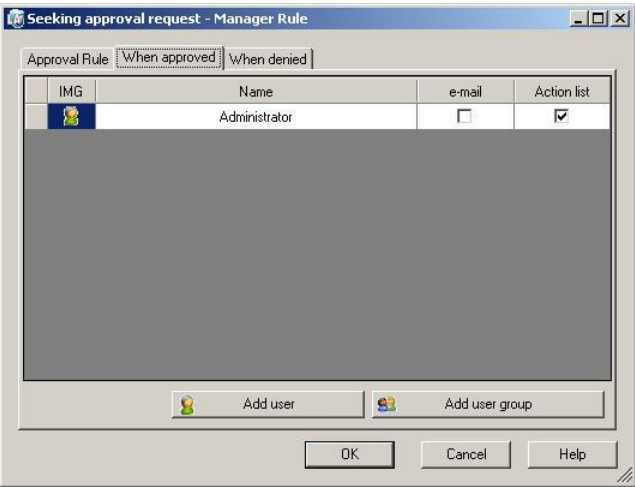 Seeking approval request - Manager Rule
Approval Rule When approved When denied
IMG Name e-mail Action list
Administrator
Add user Add user group
OK Cancel Help